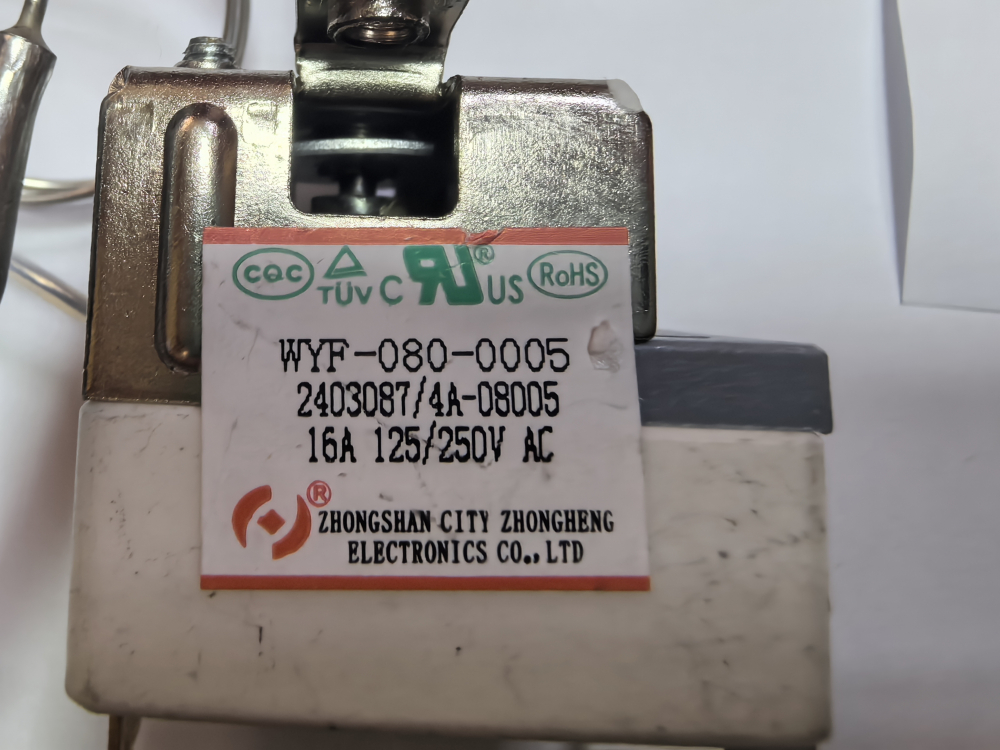 CQC TÜV C RU® US RoHS
WYF-080-0005
2403087/4A-08005
16A 125/250V AC
® ZHONGSHAN CITY ZHONGHENG
ELECTRONICS CO., LTD